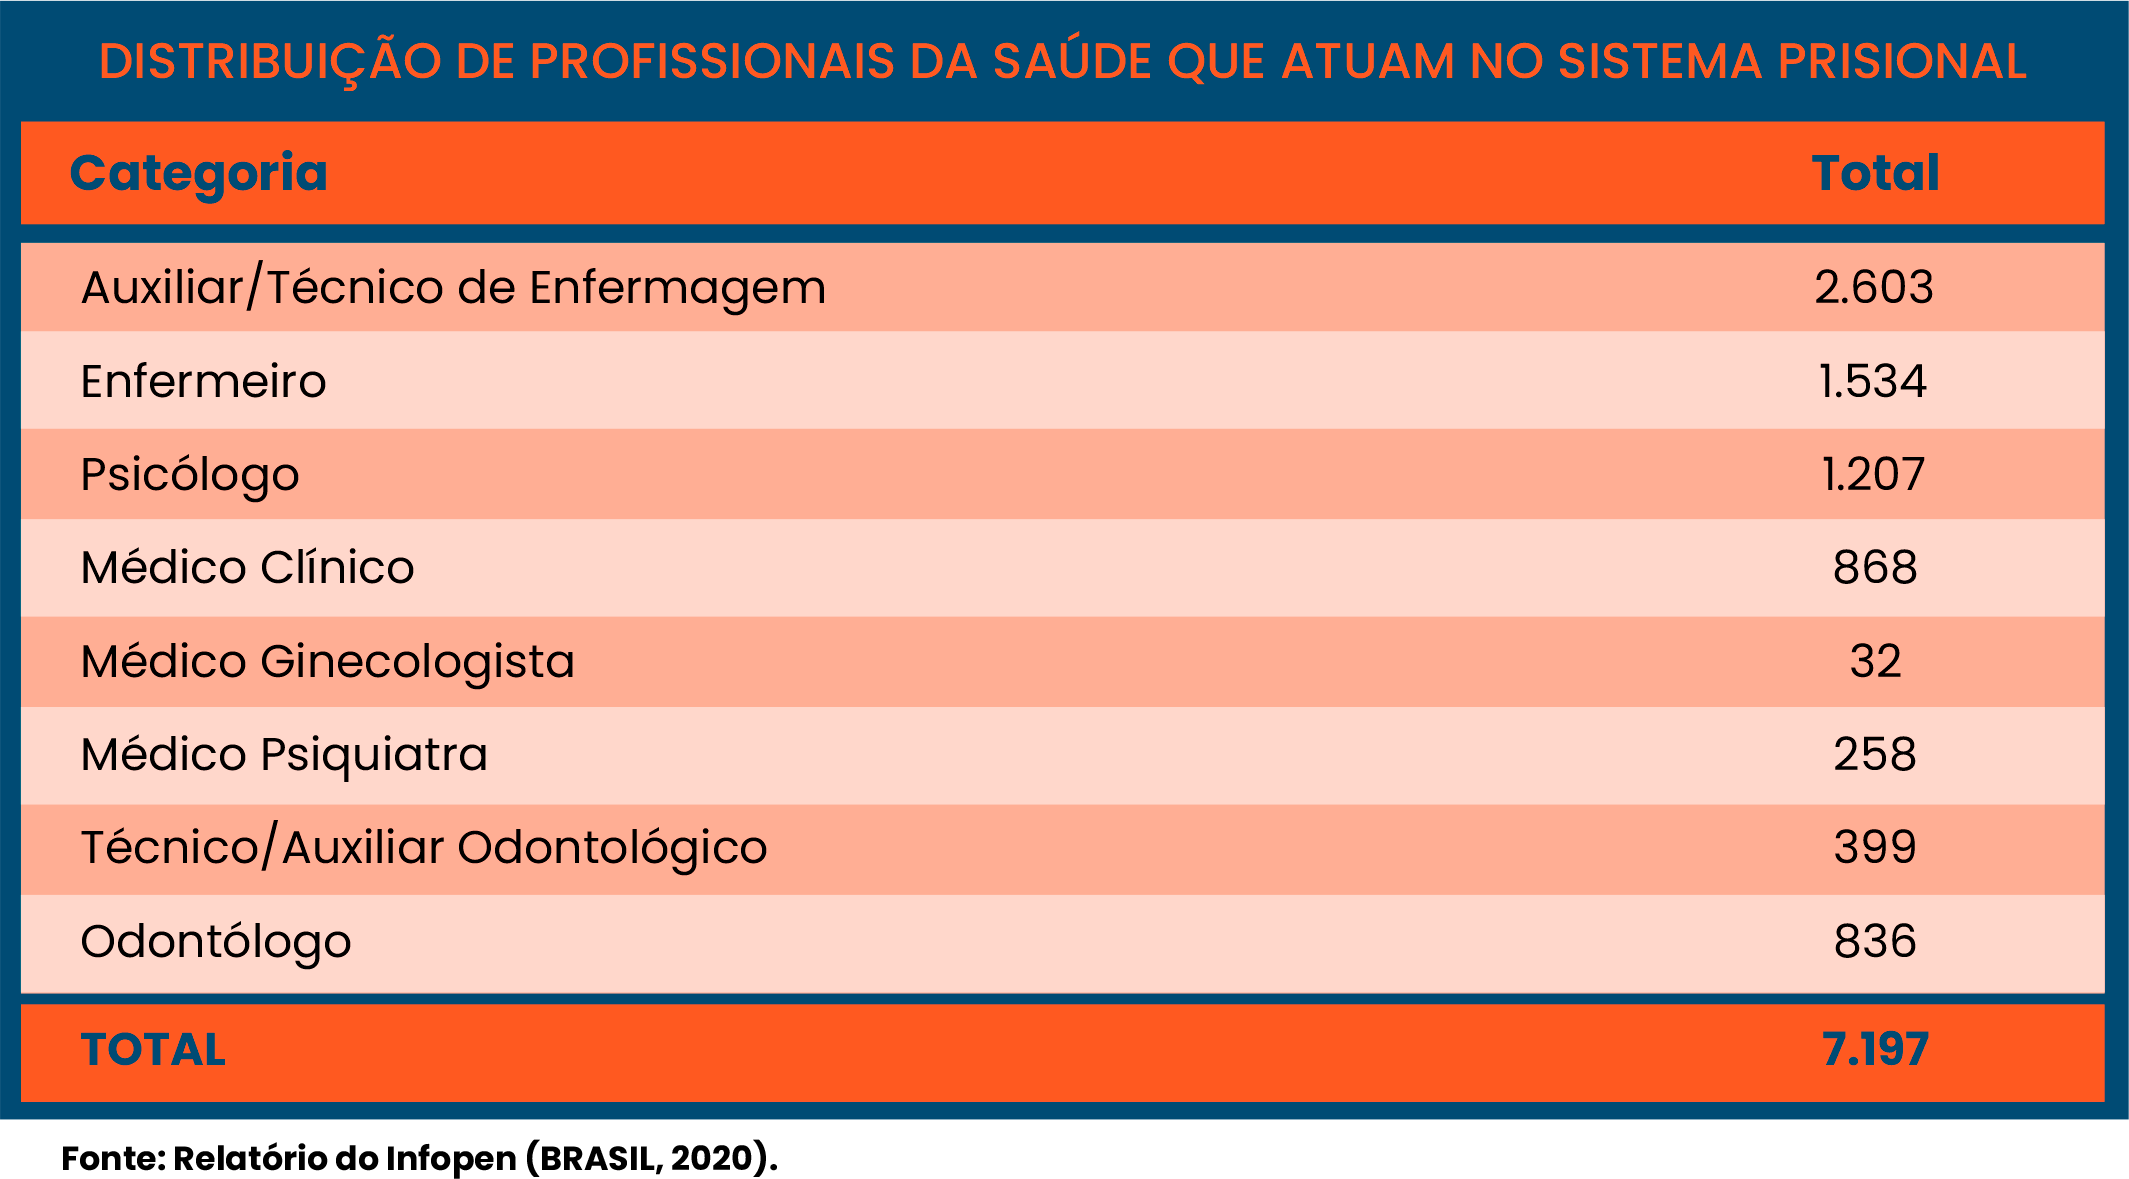 DISTRIBUIÇÃO DE PROFISSIONAIS DA SAÚDE QUE ATUAM NO SISTEMA PRISIONAL
Categoria Total
Auxiliar/Técnico de Enfermagem 2.603
Enfermeiro 1.534
Psicólogo 1.207
Médico Clínico 868
Médico Ginecologista 32
Médico Psiquiatra 258
Técnico/Auxiliar Odontológico 399
Odontólogo 836
TOTAL 7.197
Fonte: Relatório do Infopen (BRASIL, 2020).